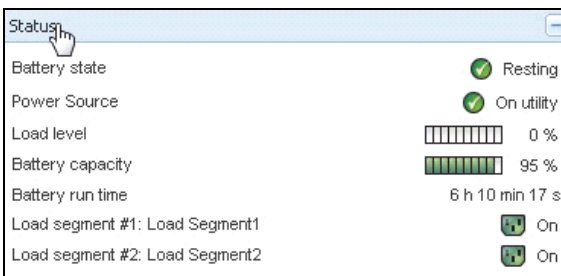 Status
Battery state Resting
Power Source On utility
Load level 0 %
Battery capacity 95 %
Battery run time 6 h 10 min 17 s
Load segment #1: Load Segment1 On
Load segment #2: Load Segment2 On